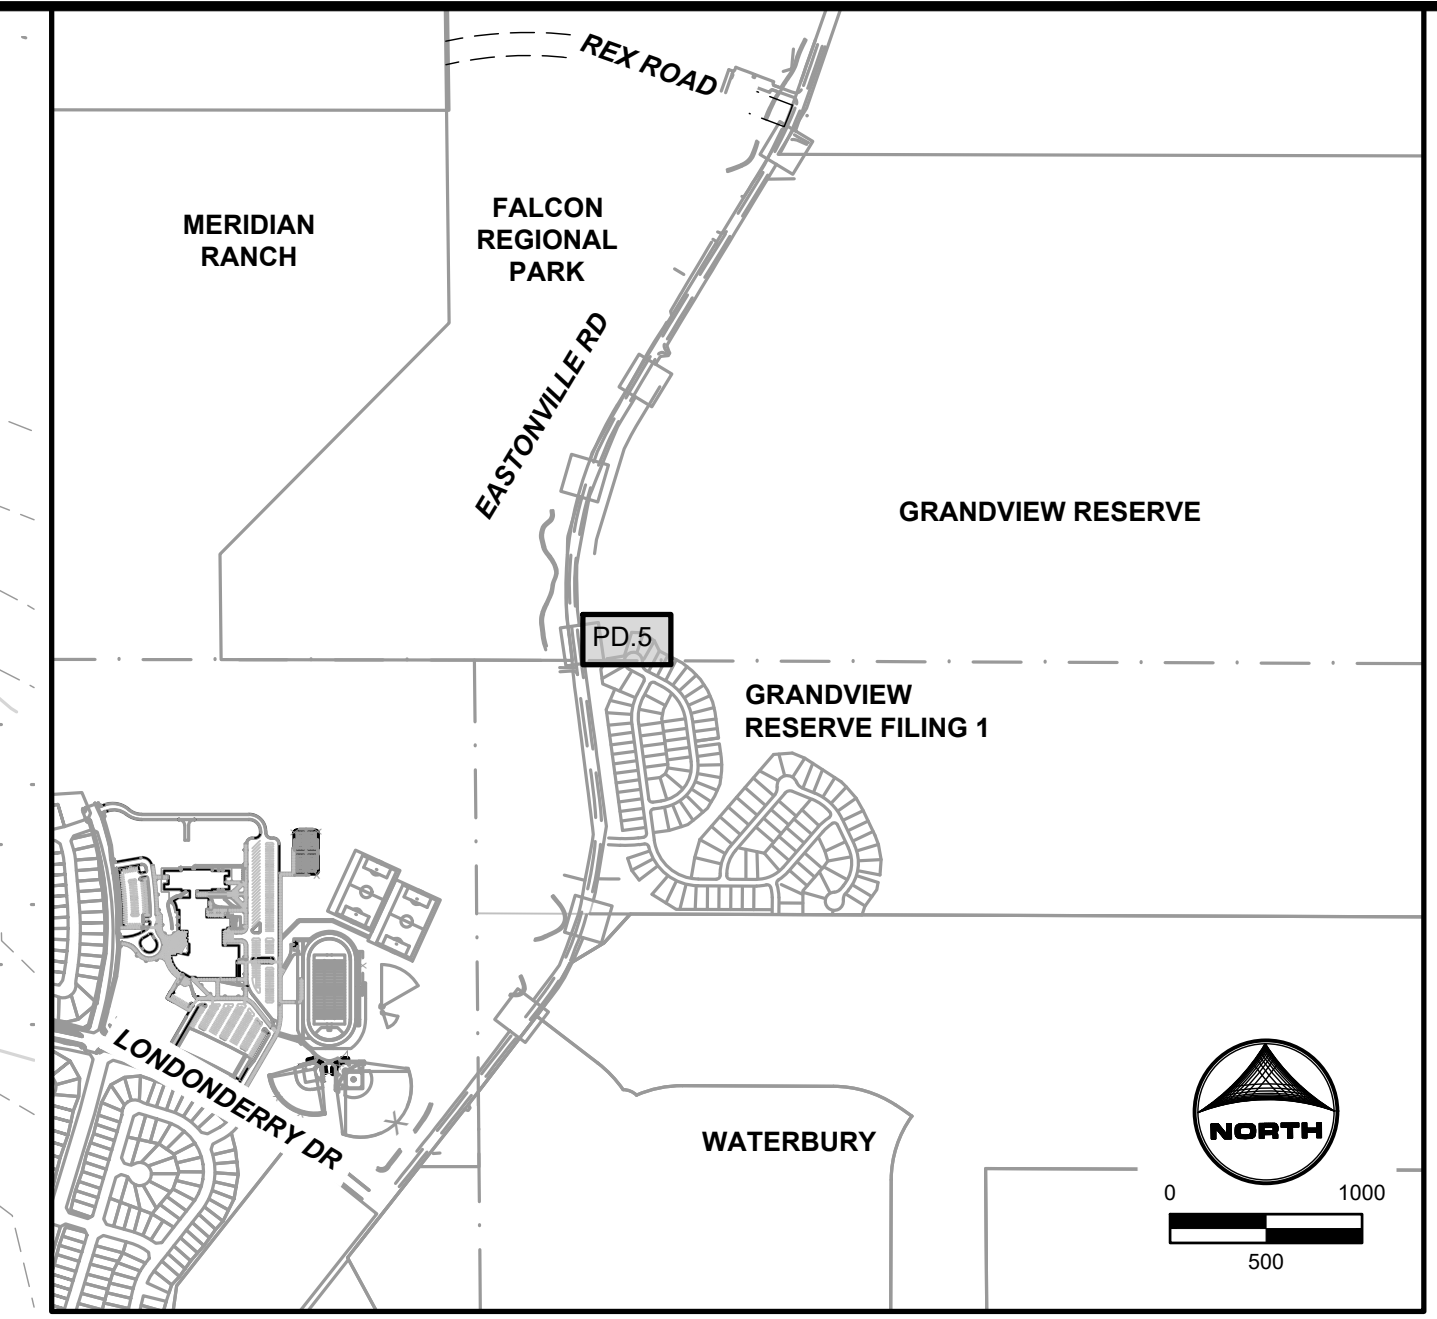 REX ROAD
MERIDIAN
RANCH
FALCON
REGIONAL
PARK
EASTONVILLE RD
GRANDVIEW RESERVE
PD.5
GRANDVIEW
RESERVE FILING 1
LONDONDERRY DR
WATERBURY
NORTH
0 1000
500